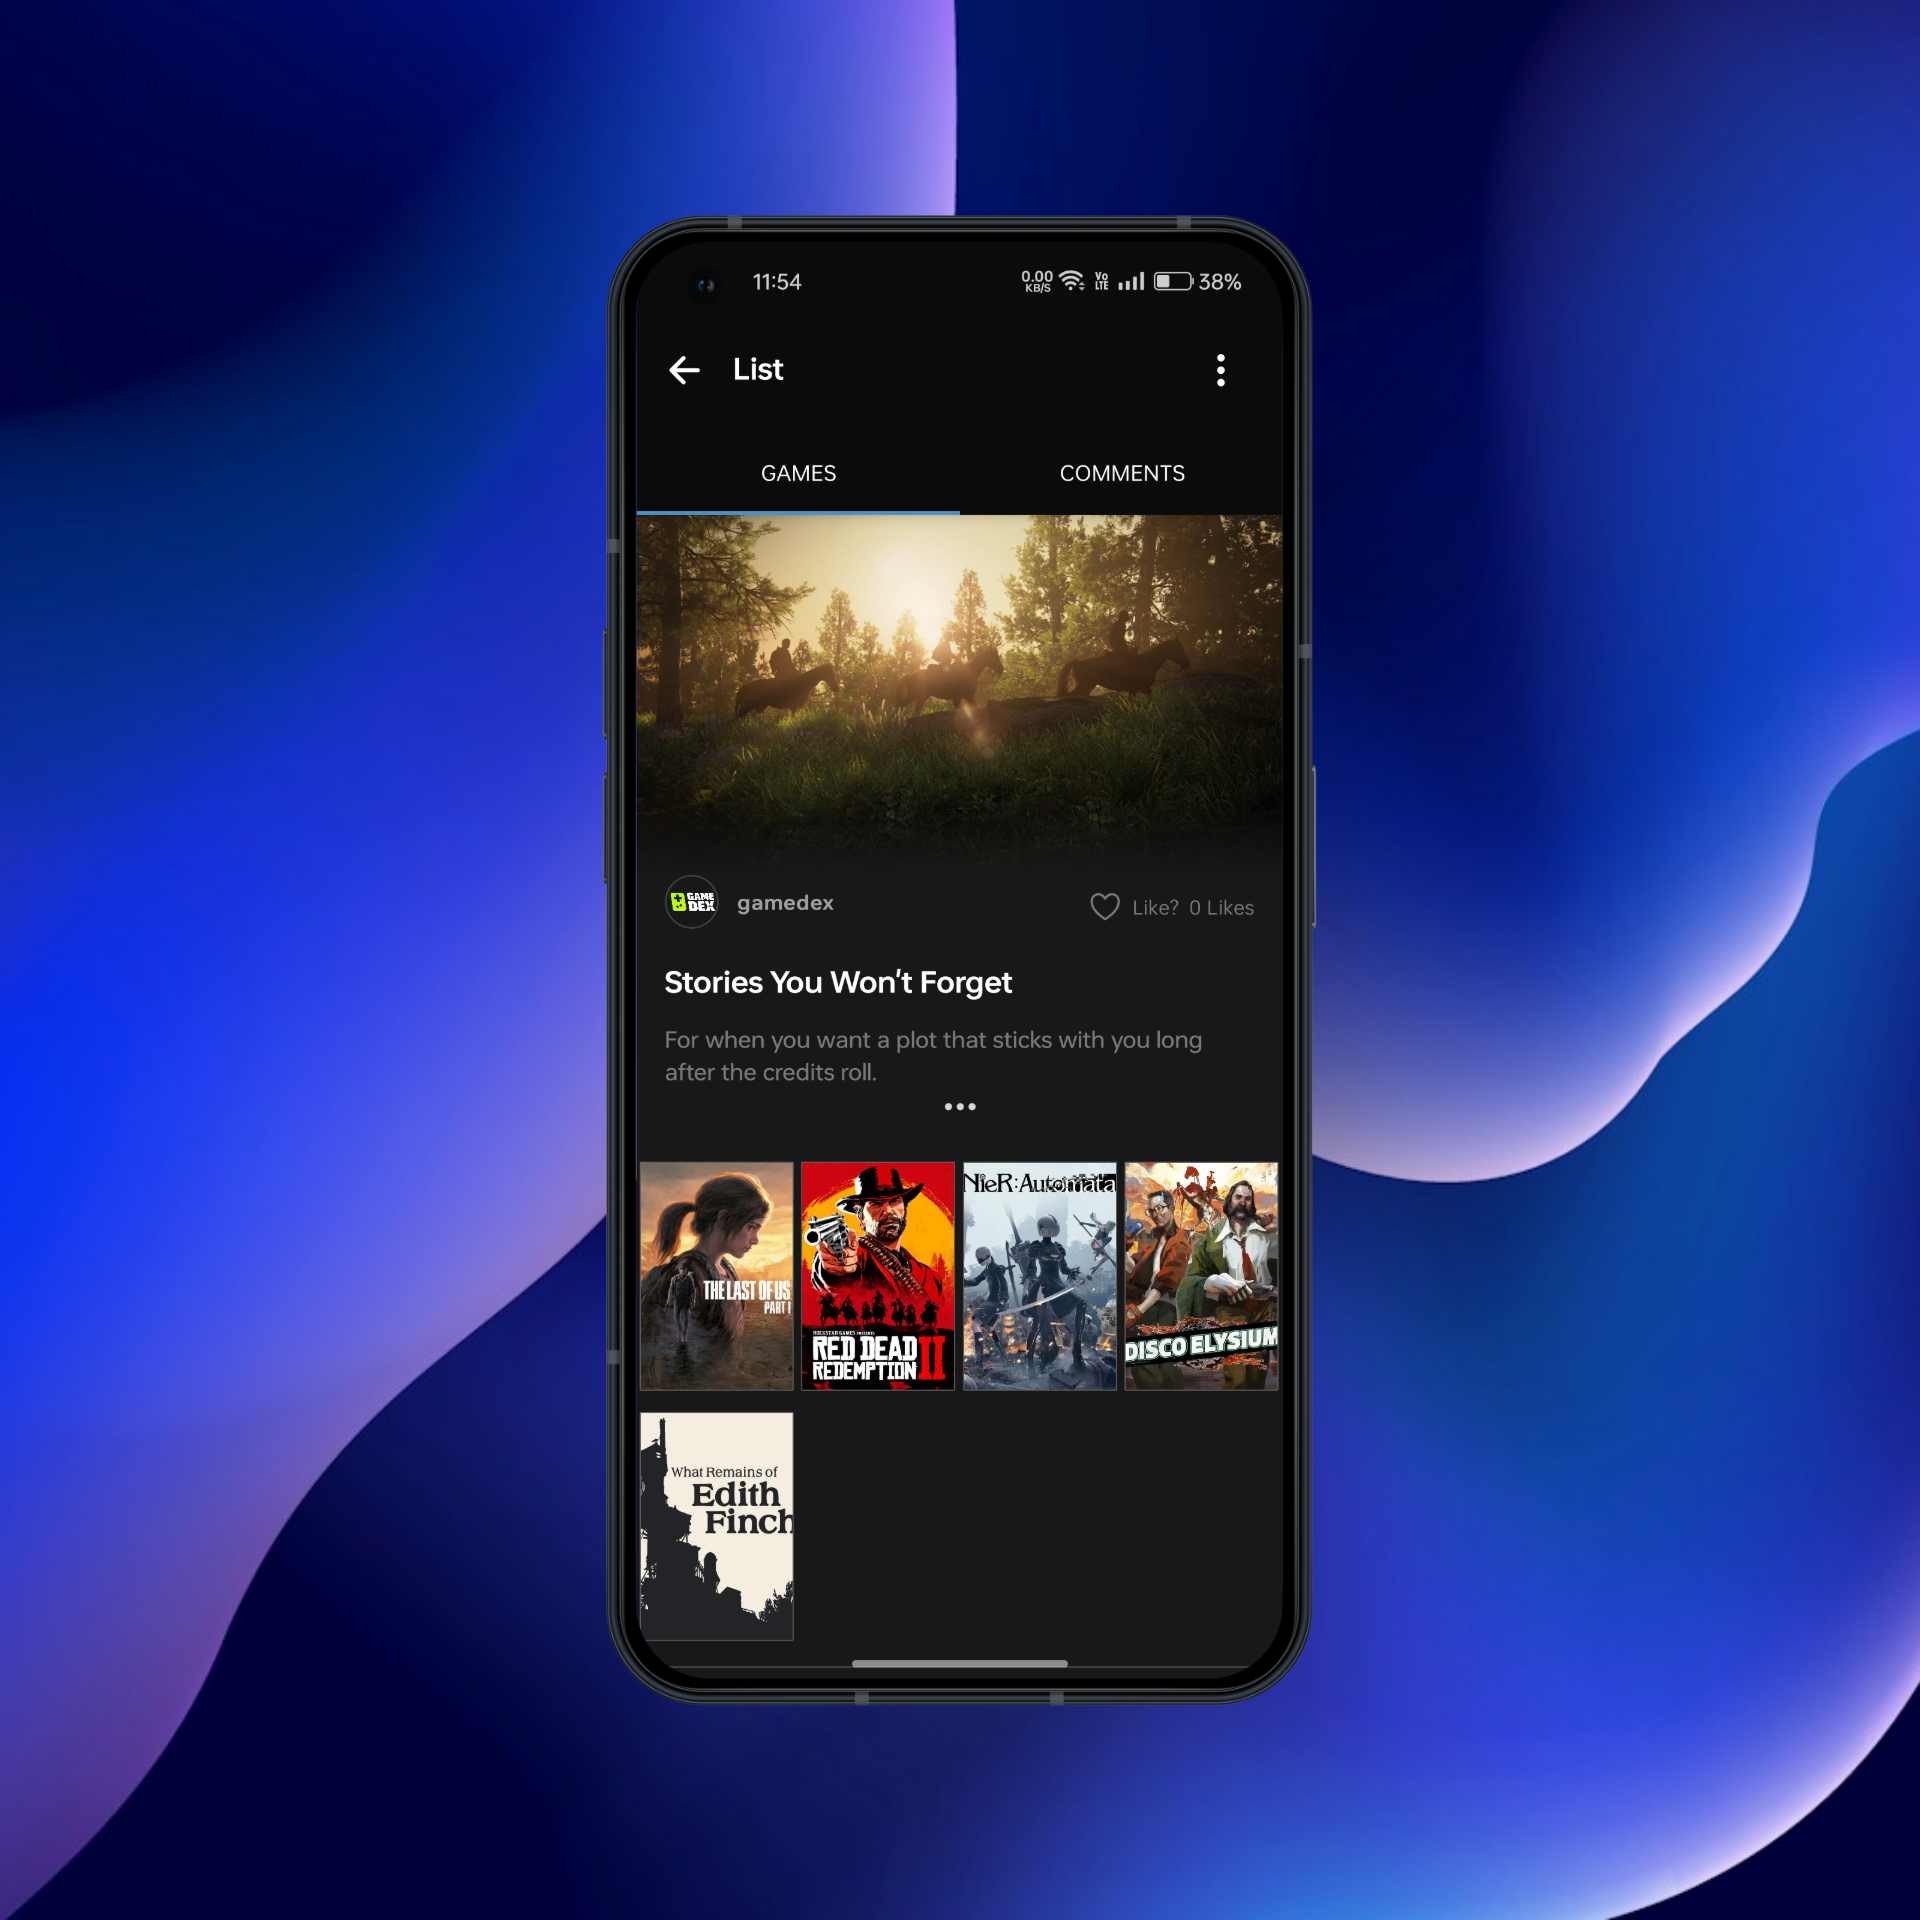 11:54
0.00
KB/S
Vo
LTE
38%
List
GAMES
COMMENTS
GAME
DEX
gamedex
Like? 0 Likes
Stories You Won't Forget
For when you want a plot that sticks with you long
after the credits roll.
THE LAST OF US
PART I
ROCKSTAR GAMES PRESENTS
RED DEAD
REDEMPTION II
NieR:Automata
DISCO ELYSIUM
What Remains of
Edith
Finch